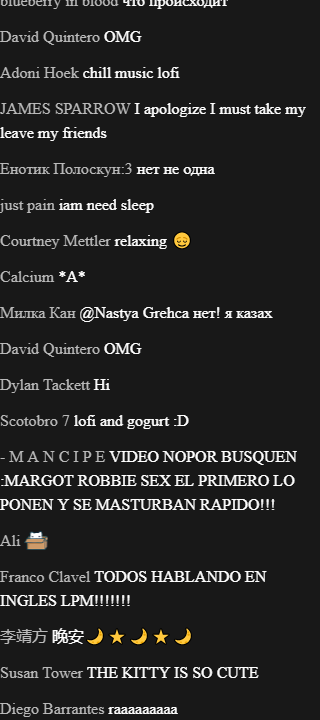 blueberry in blood что происходит
David Quintero OMG
Adoni Hoek chill music lofi
JAMES SPARROW I apologize I must take my
leave my friends
Енотик Полоскун:3 нет не одна
just pain iam need sleep
Courtney Mettler relaxing 😌
Calcium *A*
Милка Кан @Nastya Grehca нет! я казах
David Quintero OMG
Dylan Tackett Hi
Scotobro 7 lofi and gogurt :D
- M A N C I P E VIDEO NOPOR BUSQUEN
:MARGOT ROBBIE SEX EL PRIMERO LO
PONEN Y SE MASTURBAN RAPIDO!!!
Ali
Franco Clavel TODOS HABLANDO EN
INGLES LPM!!!!!!!
李靖方 晚安🌙⭐🌙⭐🌙
Susan Tower THE KITTY IS SO CUTE
Diego Barrantes raaaaaaaaa